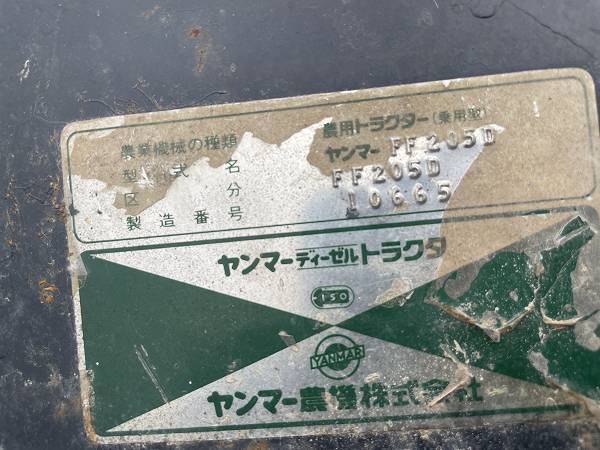 農業機械の種類 農用トラクター(乗用型)
型式名 ヤンマー FF205D
区分 FF205D
製造番号 10665
ヤンマーディーゼルトラクタ
ISO
YANMAR
ヤンマー農機株式会社